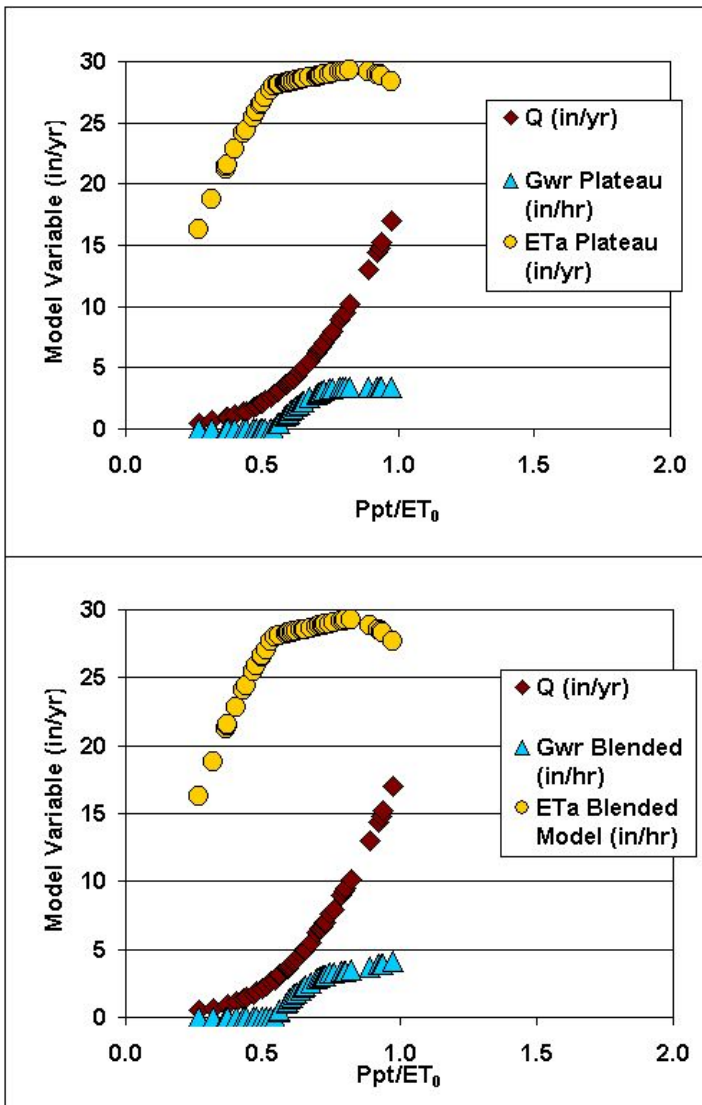 30
25
20
15
10
5
0
Model Variable (in/yr)
0.0 0.5 1.0 1.5 2.0
Ppt/ET₀
Q (in/yr)
Gwr Plateau
(in/hr)
ETa Plateau
(in/yr)
30
25
20
15
10
5
0
Model Variable (in/yr)
0.0 0.5 1.0 1.5 2.0
Ppt/ET₀
Q (in/yr)
Gwr Blended
(in/hr)
ETa Blended
Model (in/hr)